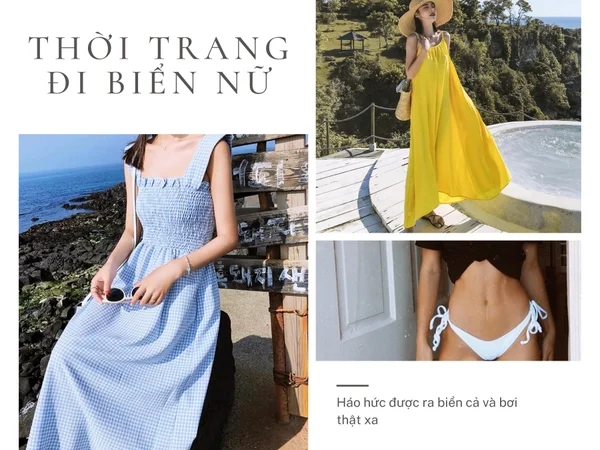 THỜI TRANG
ĐI BIỂN NỮ
Háo hức được ra biển cả và bơi
thật xa